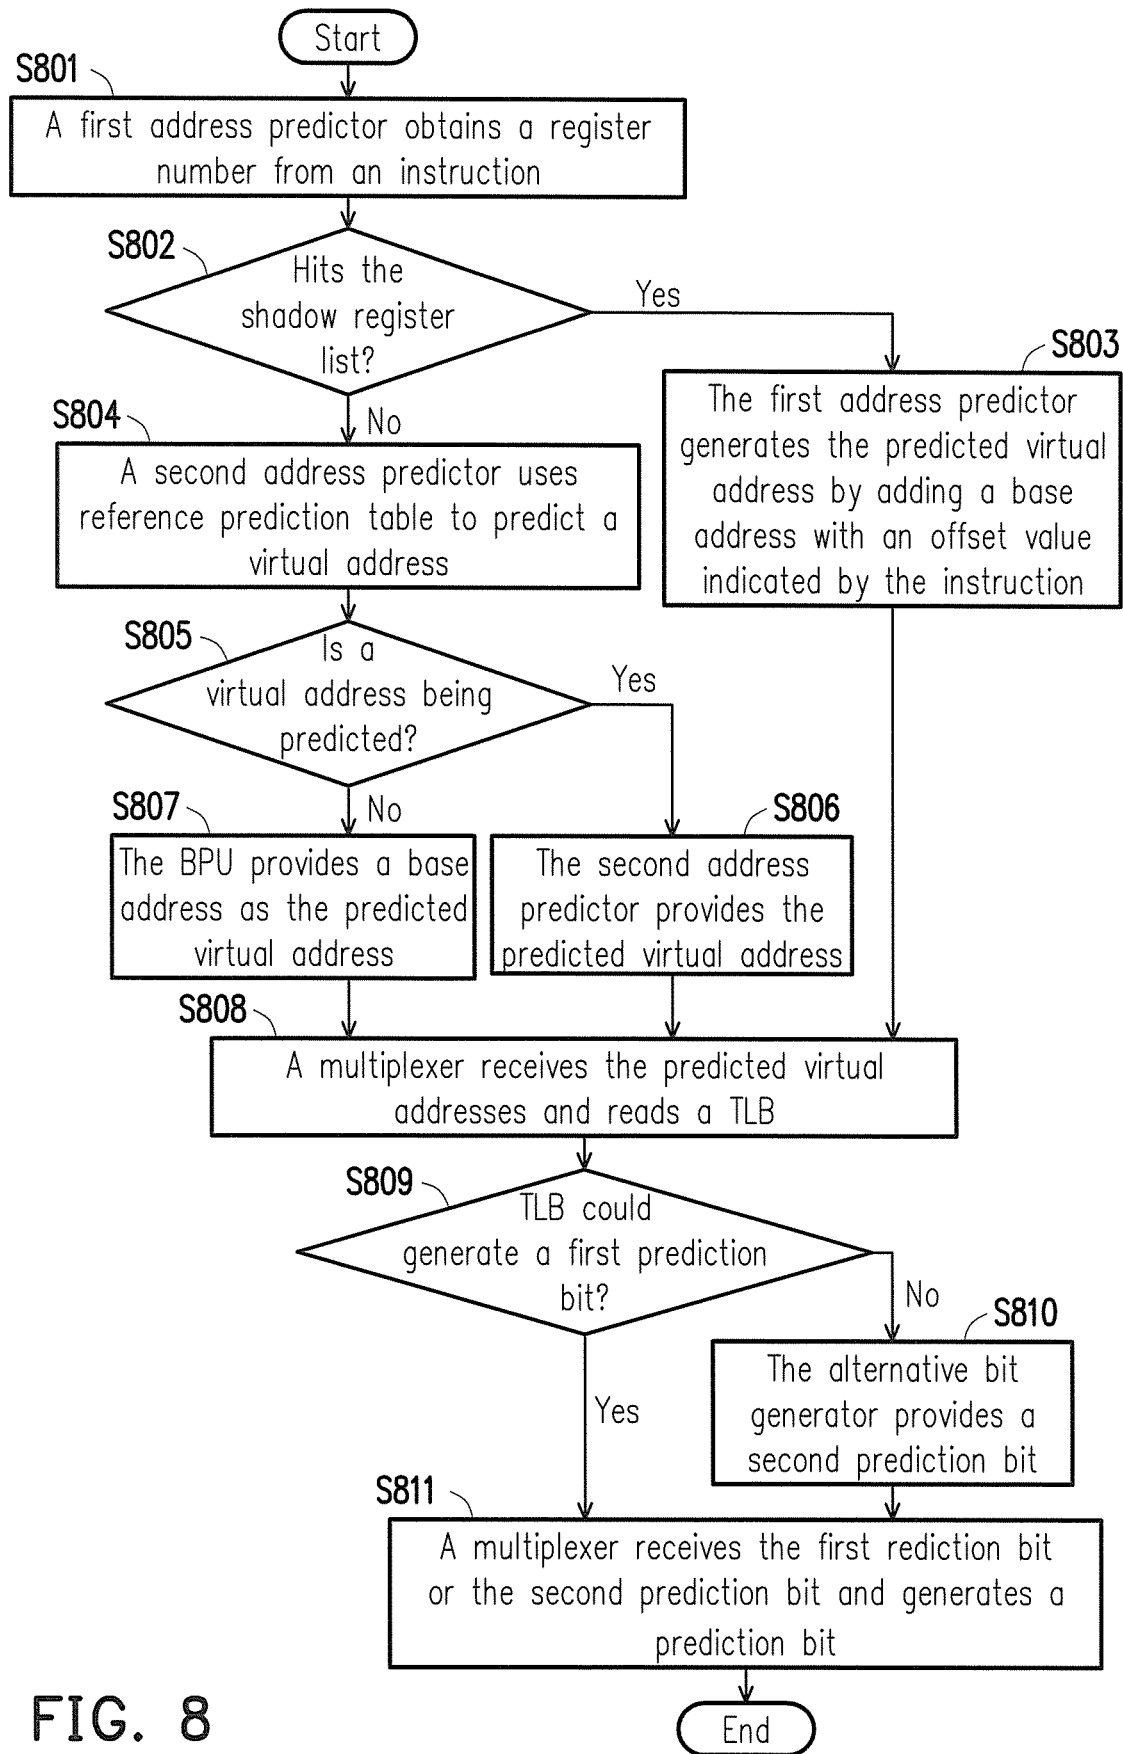 Start
S801
A first address predictor obtains a register
number from an instruction
S802
Hits the
shadow register
list?
Yes
No
S803
The first address predictor
generates the predicted virtual
address by adding a base
address with an offset value
indicated by the instruction
S804
A second address predictor uses
reference prediction table to predict a
virtual address
S805
Is a
virtual address being
predicted?
Yes
No
S807
The BPU provides a base
address as the predicted
virtual address
S806
The second address
predictor provides the
predicted virtual address
S808
A multiplexer receives the predicted virtual
addresses and reads a TLB
S809
TLB could
generate a first prediction
bit?
No
Yes
S810
The alternative bit
generator provides a
second prediction bit
S811
A multiplexer receives the first rediction bit
or the second prediction bit and generates a
prediction bit
End
FIG. 8